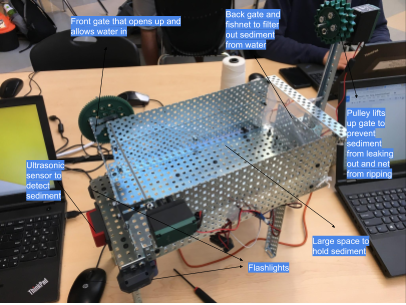 Front gate that opens up and
allows water in
Back gate and
fishnet to filter
out sediment
from water
Pulley lifts
up gate to
prevent
sediment
from leaking
out and net
from ripping
Ultrasonic
sensor to
detect
sediment
Large space to
hold sediment
Flashlights
ThinkPad